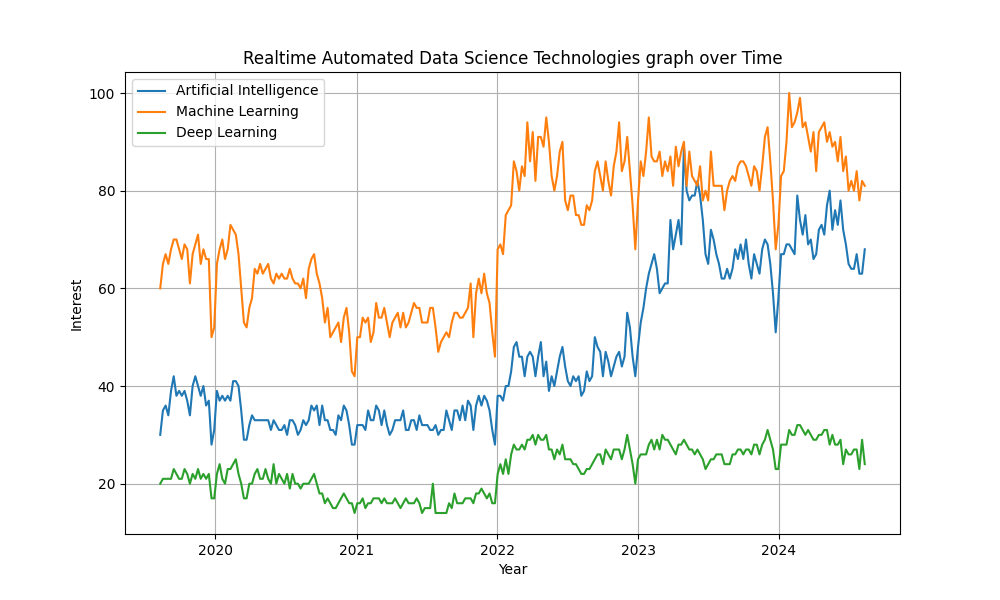 Realtime Automated Data Science Technologies graph over Time
Artificial Intelligence
Machine Learning
Deep Learning
100
80
60
40
20
Interest
2020 2021 2022 2023 2024
Year